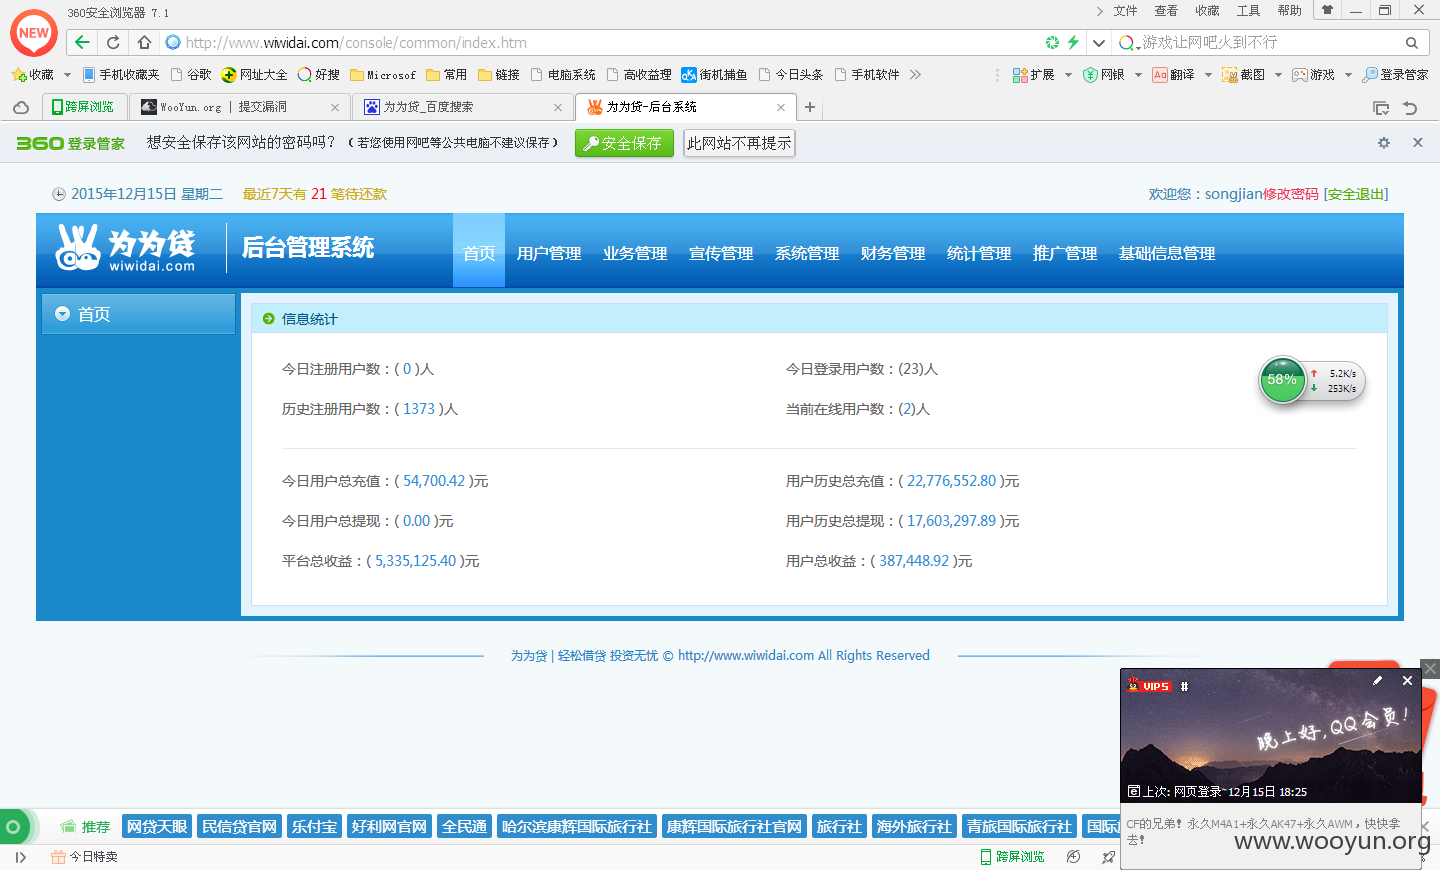 360安全浏览器 7.1
文件 查看 收藏 工具 帮助
NEW
http://www.wiwidai.com/console/common/index.htm
游戏让网吧火到不行
收藏 手机收藏夹 谷歌 网址大全 好搜 Microsof 常用 链接 电脑系统 高收益理 街机捕鱼 今日头条 手机软件 扩展 网银 翻译 截图 游戏 登录管家
跨屏浏览 WooYun.org | 提交漏洞 为为贷_百度搜索 为为贷-后台系统
360 登录管家 想安全保存该网站的密码吗？（若您使用网吧等公共电脑不建议保存） 安全保存 此网站不再提示
2015年12月15日 星期二 最近7天有 21 笔待还款
欢迎您：songjian修改密码 [安全退出]
为为贷 wiwidai.com 后台管理系统
首页 用户管理 业务管理 宣传管理 系统管理 财务管理 统计管理 推广管理 基础信息管理
首页
信息统计
今日注册用户数：( 0 )人 今日登录用户数：(23)人
历史注册用户数：( 1373 )人 当前在线用户数：(2)人
58% 5.2K/s
253K/s
今日用户总充值：( 54,700.42 )元 用户历史总充值：( 22,776,552.80 )元
今日用户总提现：( 0.00 )元 用户历史总提现：( 17,603,297.89 )元
平台总收益：( 5,335,125.40 )元 用户总收益：( 387,448.92 )元
为为贷 | 轻松借贷 投资无忧 © http://www.wiwidai.com All Rights Reserved
VIP5 #
晚上好,QQ会员!
上次: 网页登录 12月15日 18:25
CF的兄弟！永久M4A1+永久AK47+永久AWM，快快拿去！
推荐 网贷天眼 民信贷官网 乐付宝 好利网官网 全民通 哈尔滨康辉国际旅行社 康辉国际旅行社官网 旅行社 海外旅行社 青旅国际旅行社
今日特卖 跨屏浏览
www.wooyun.org